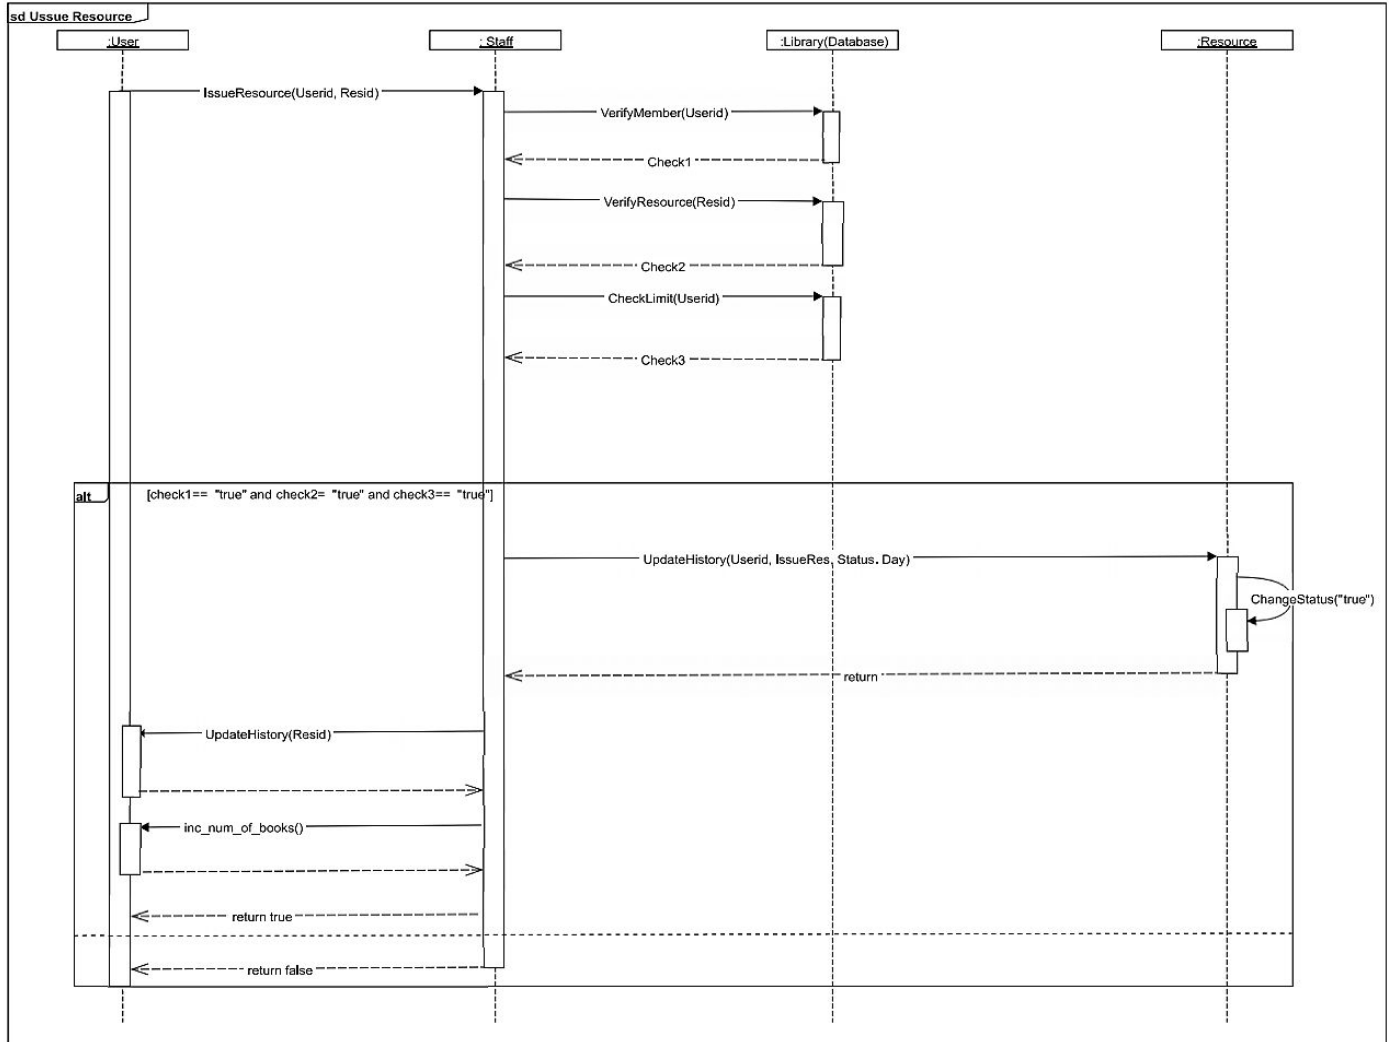 sd Ussue Resource
:User
: Staff
:Library(Database)
:Resource
IssueResource(Userid, Resid)
VerifyMember(Userid)
Check1
VerifyResource(Resid)
Check2
CheckLimit(Userid)
Check3
alt
[check1== "true" and check2= "true" and check3== "true"]
UpdateHistory(Userid, IssueRes, Status. Day)
ChangeStatus("true")
return
UpdateHistory(Resid)
inc_num_of_books()
return true
return false